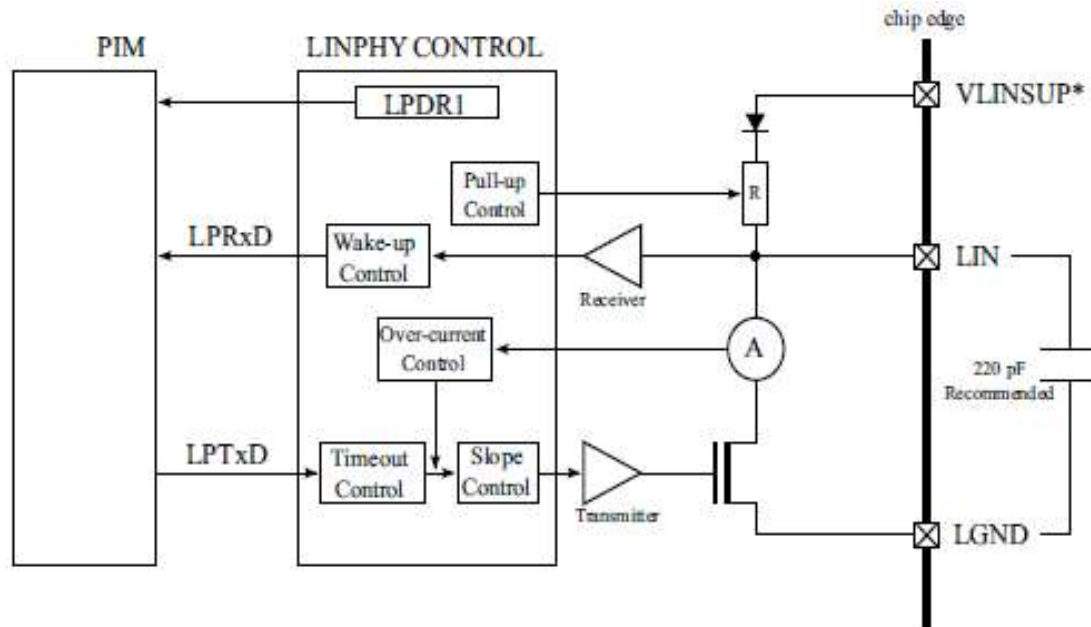 chip edge
PIM
LINPHY CONTROL
LPDR1
VLINSUP*
Pull-up
Control
R
LPRxD
Wake-up
Control
Receiver
LIN
Over-current
Control
A
220 pF
Recommended
LPTxD
Timeout
Control
Slope
Control
Transmitter
LGND